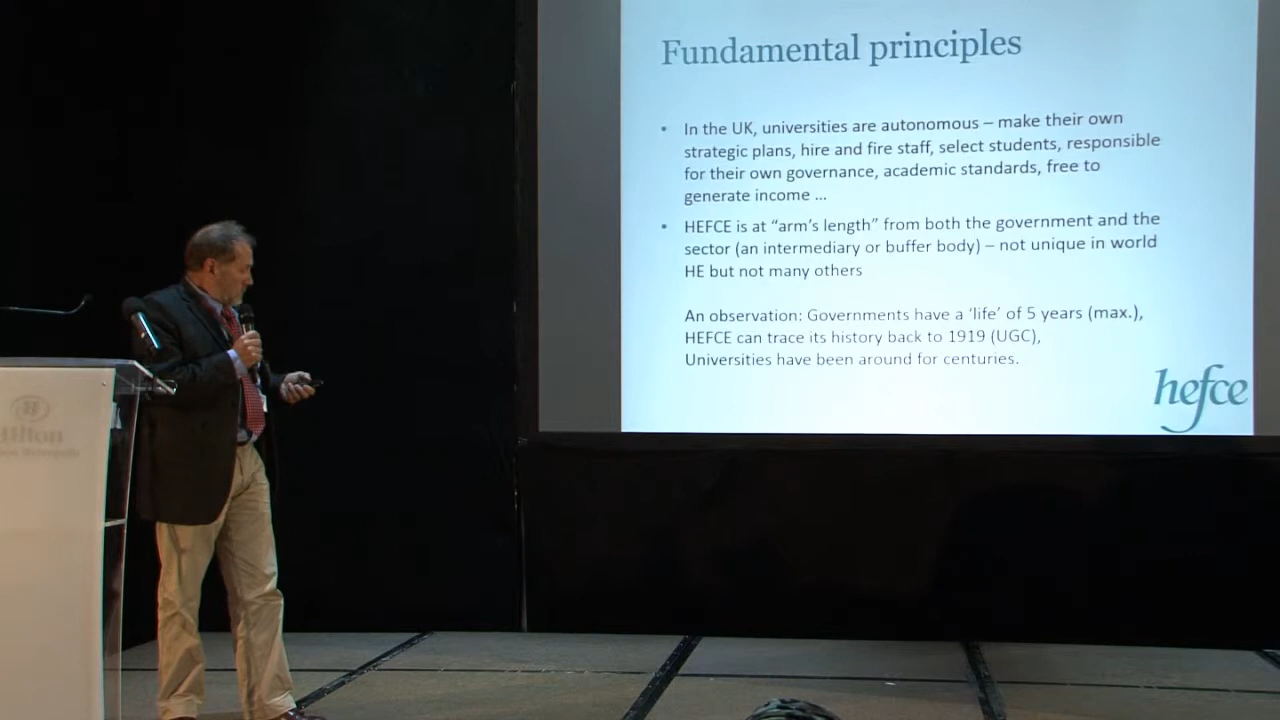 Fundamental principles
• In the UK, universities are autonomous – make their own
strategic plans, hire and fire staff, select students, responsible
for their own governance, academic standards, free to
generate income ...
• HEFCE is at “arm’s length” from both the government and the
sector (an intermediary or buffer body) – not unique in world
HE but not many others
An observation: Governments have a ‘life’ of 5 years (max.),
HEFCE can trace its history back to 1919 (UGC),
Universities have been around for centuries.
hefce
Hilton